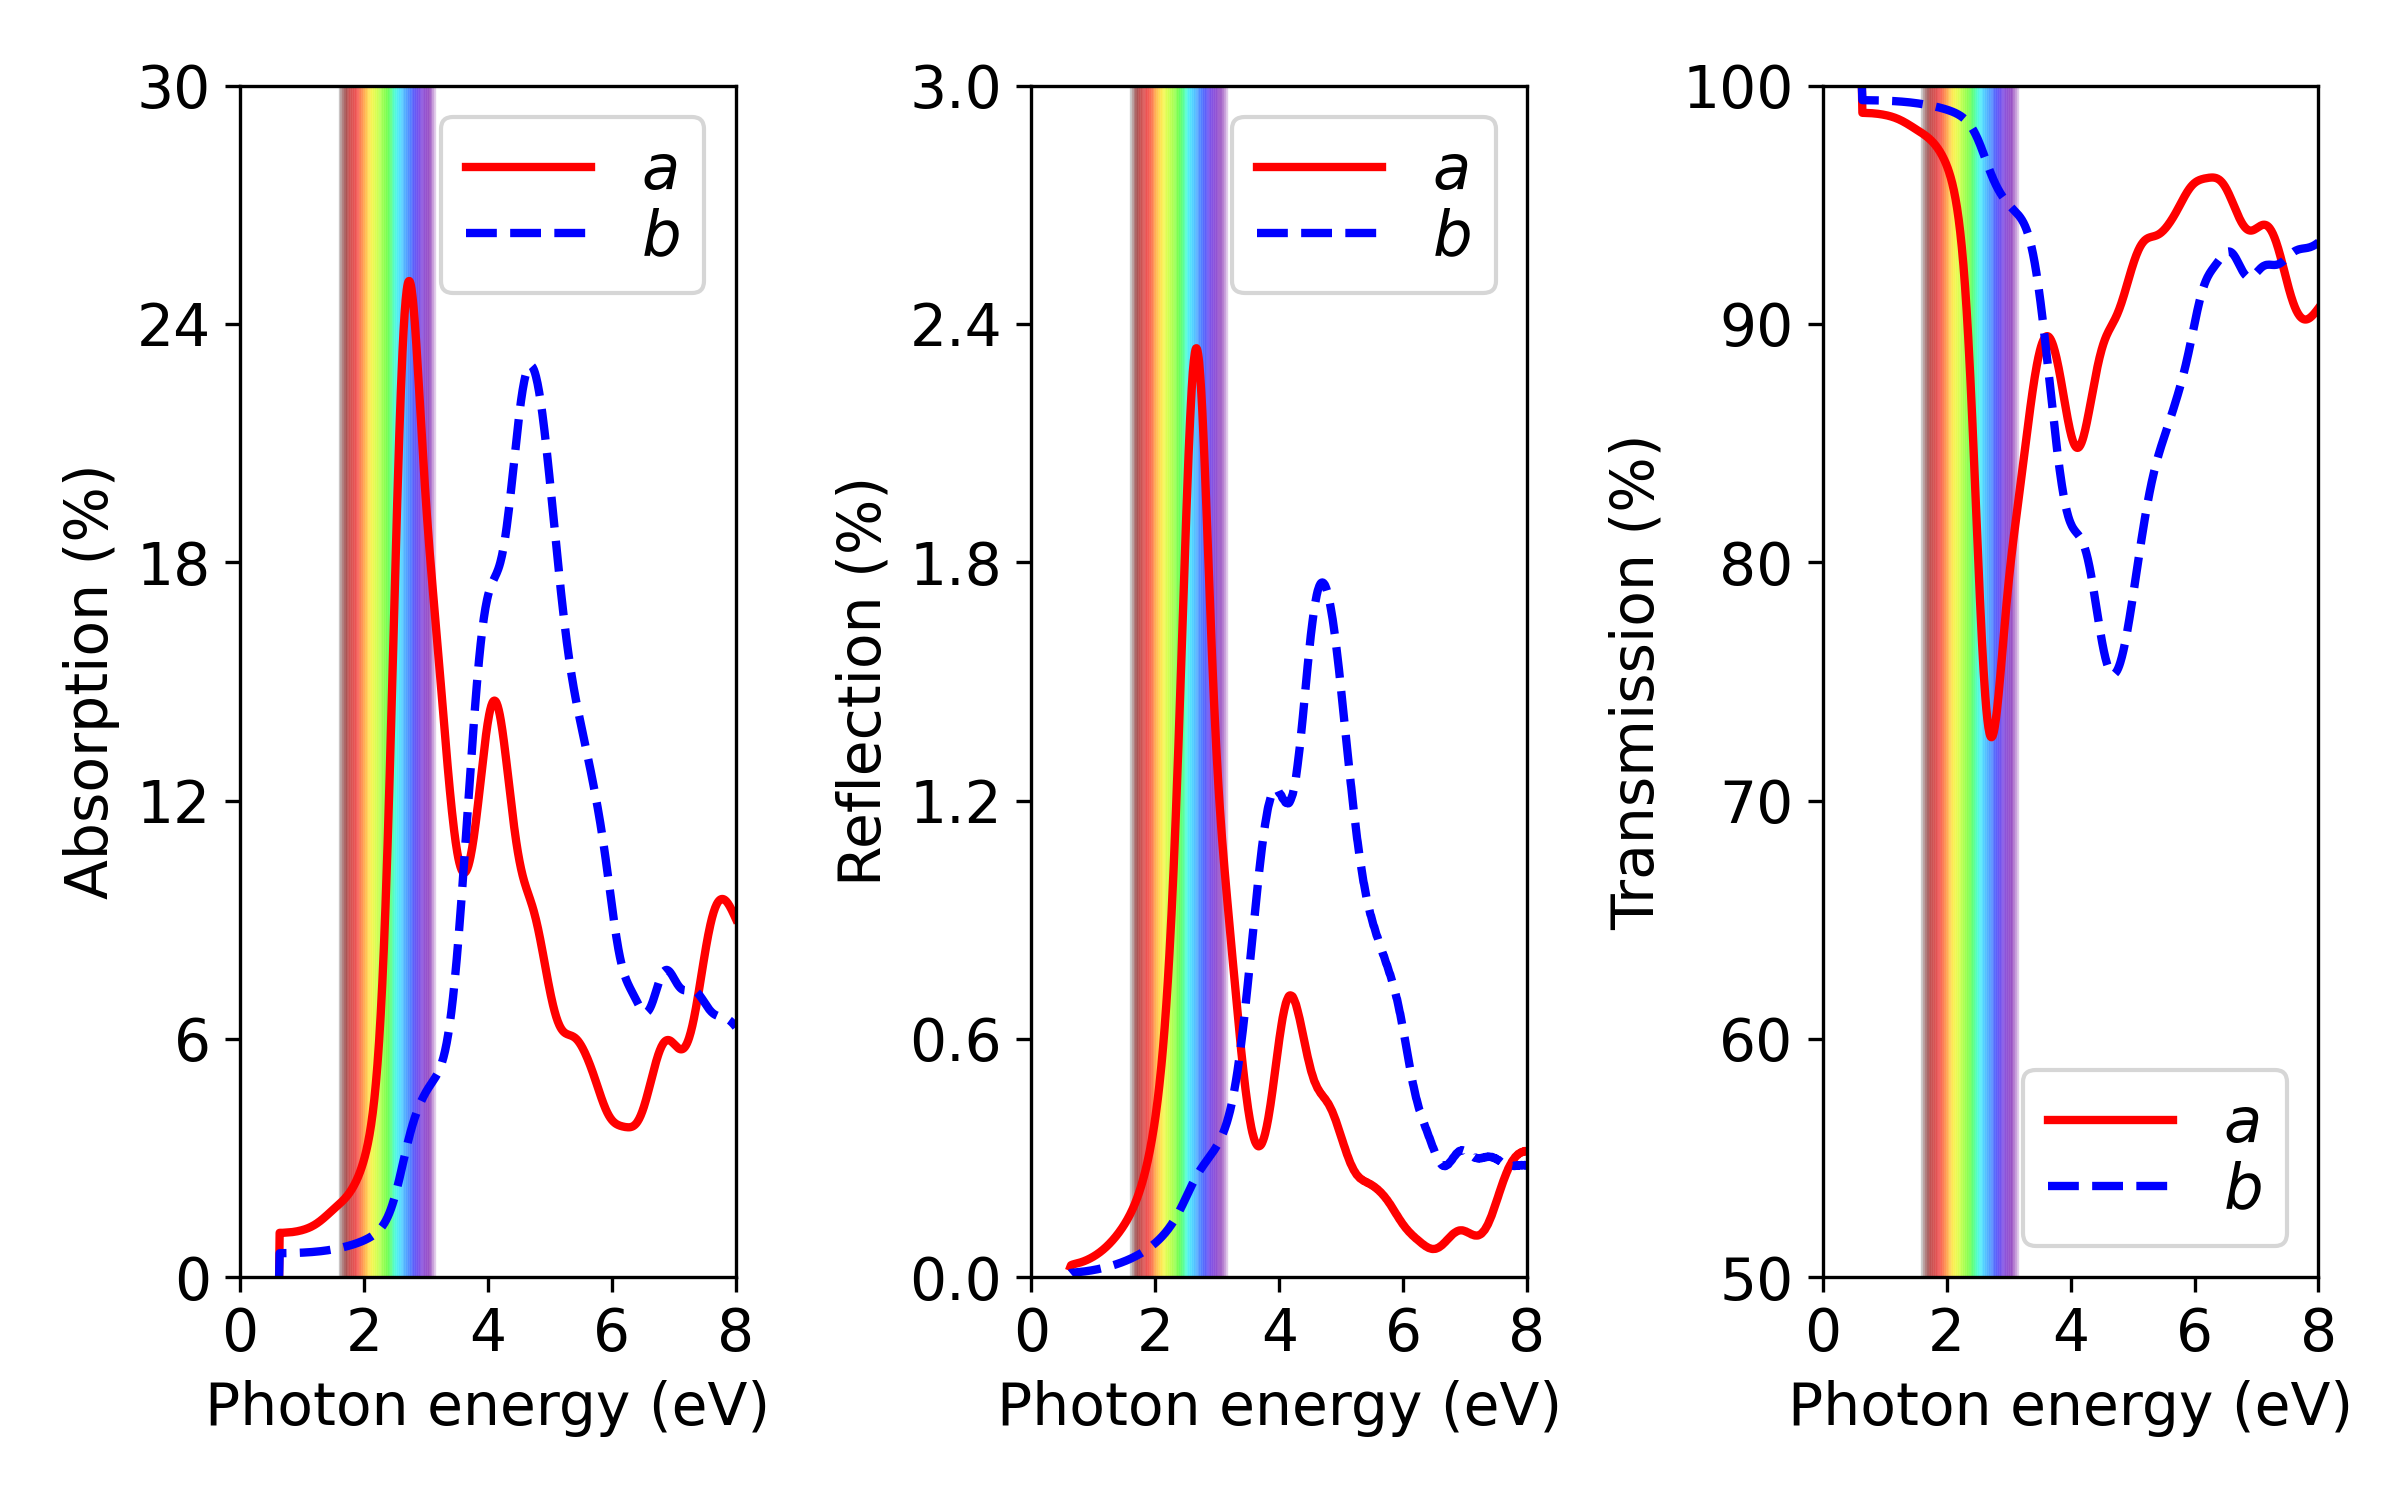 30
24
18
12
6
0
0 2 4 6 8
Absorption (%)
Photon energy (eV)
a
b
3.0
2.4
1.8
1.2
0.6
0.0
0 2 4 6 8
Reflection (%)
Photon energy (eV)
a
b
100
90
80
70
60
50
0 2 4 6 8
Transmission (%)
Photon energy (eV)
a
b